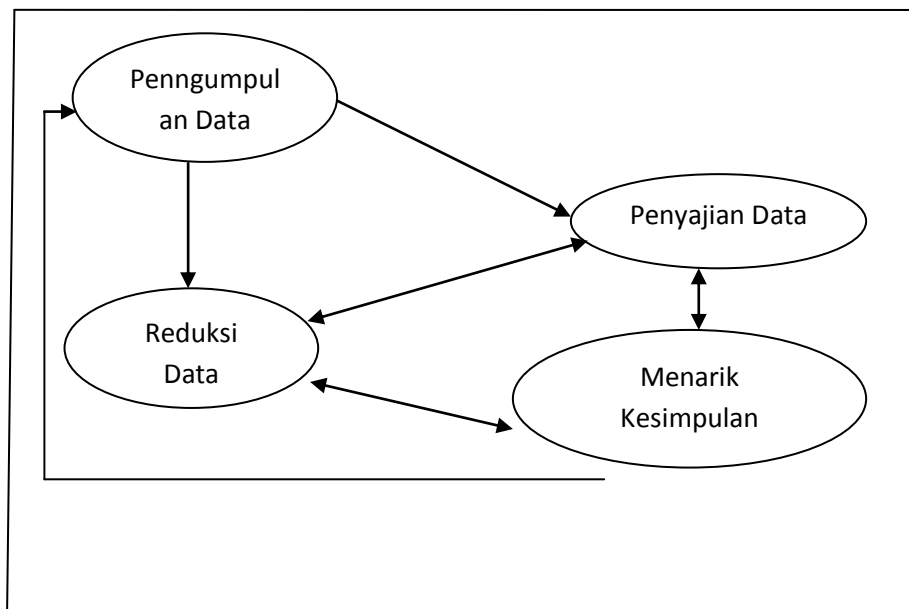 Penngumpul
an Data
Penyajian Data
Reduksi
Data
Menarik
Kesimpulan